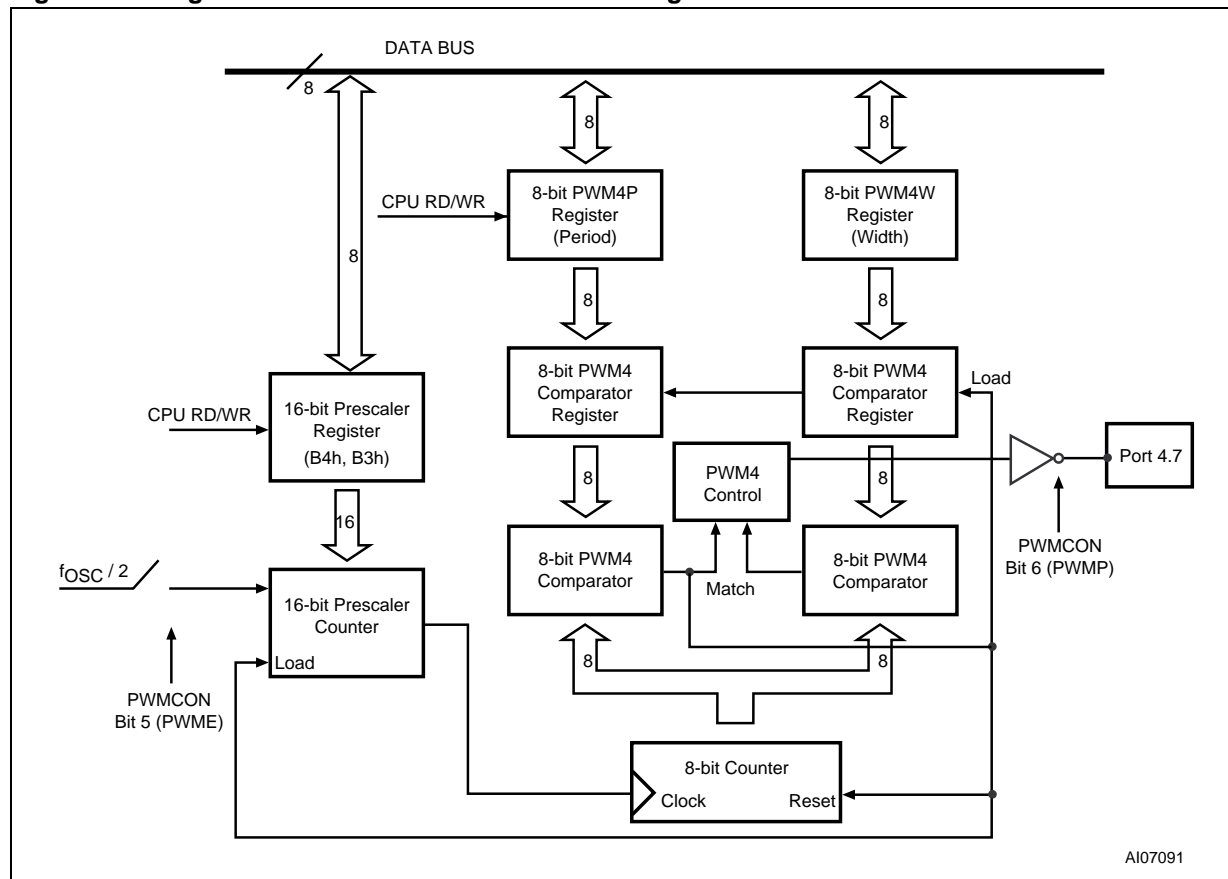 DATA BUS
8
8
8
CPU RD/WR
8-bit PWM4P
Register
(Period)
8-bit PWM4W
Register
(Width)
8
8
8
CPU RD/WR
16-bit Prescaler
Register
(B4h, B3h)
8-bit PWM4
Comparator
Register
8-bit PWM4
Comparator
Register
Load
8
PWM4
Control
8
Port 4.7
16
fOSC / 2
16-bit Prescaler
Counter
Load
8-bit PWM4
Comparator
Match
8-bit PWM4
Comparator
PWMCON
Bit 6 (PWMP)
8
8
PWMCON
Bit 5 (PWME)
8-bit Counter
Clock
Reset
AI07091